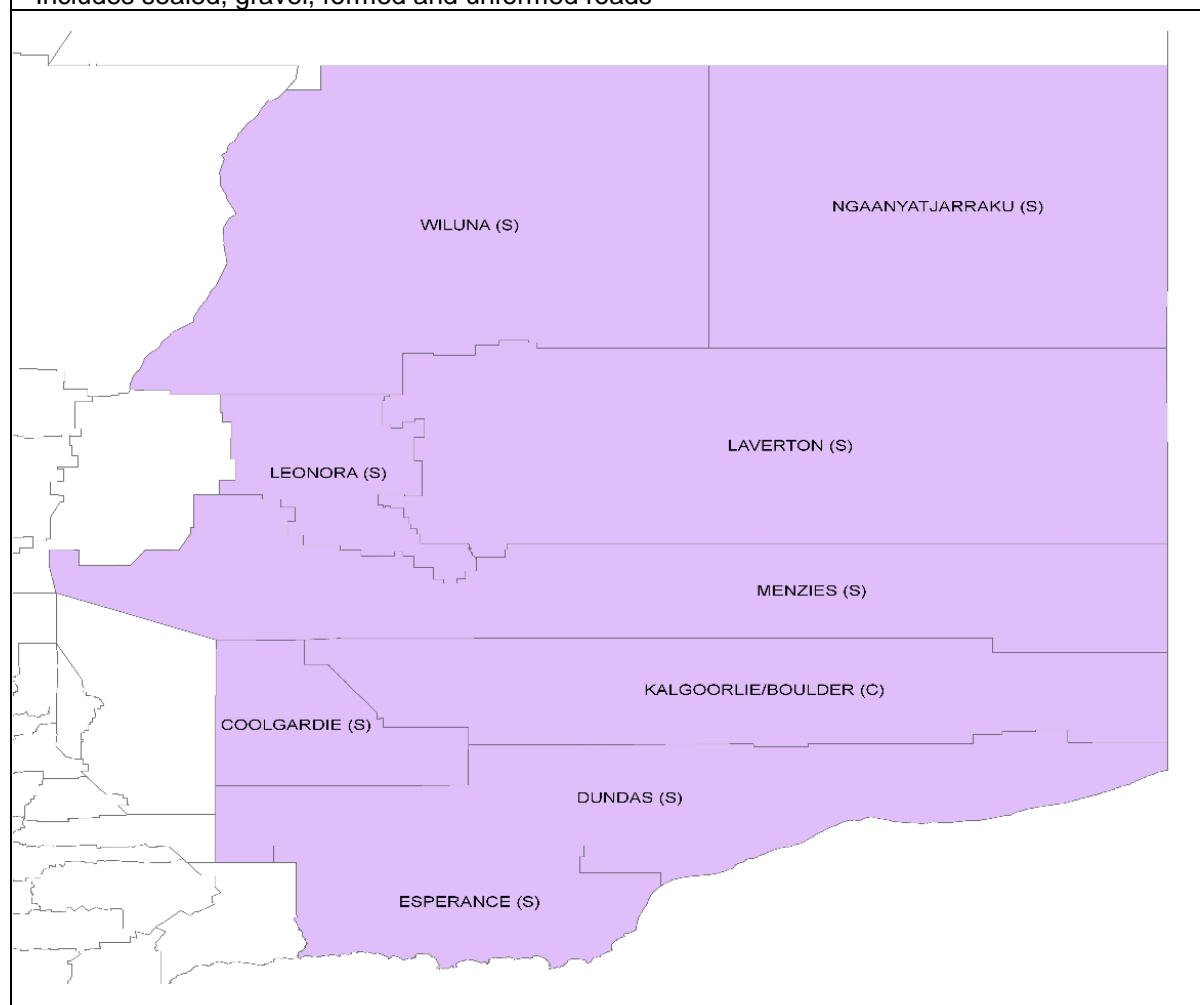 includes sealed, gravel, formed and unformed roads
WILUNA (S)
NGAANYATJARRAKU (S)
LAVERTON (S)
LEONORA (S)
MENZIES (S)
KALGOORLIE/BOULDER (C)
COOLGARDIE (S)
DUNDAS (S)
ESPERANCE (S)